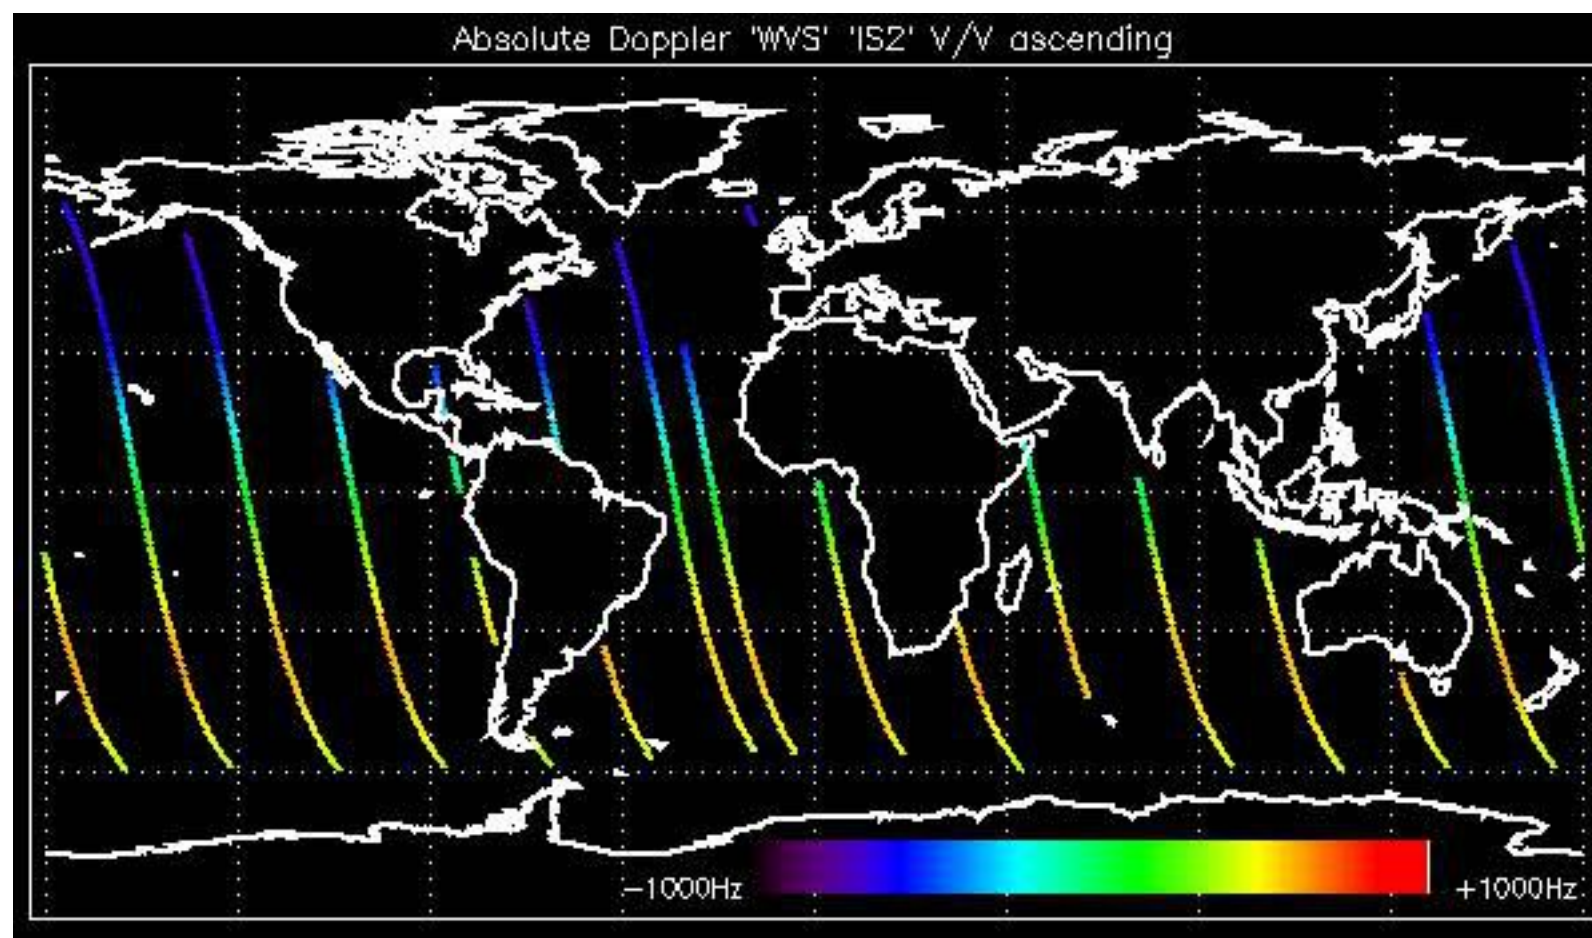 Absolute Doppler 'WVS' 'IS2' V/V ascending
−1000Hz
+1000Hz